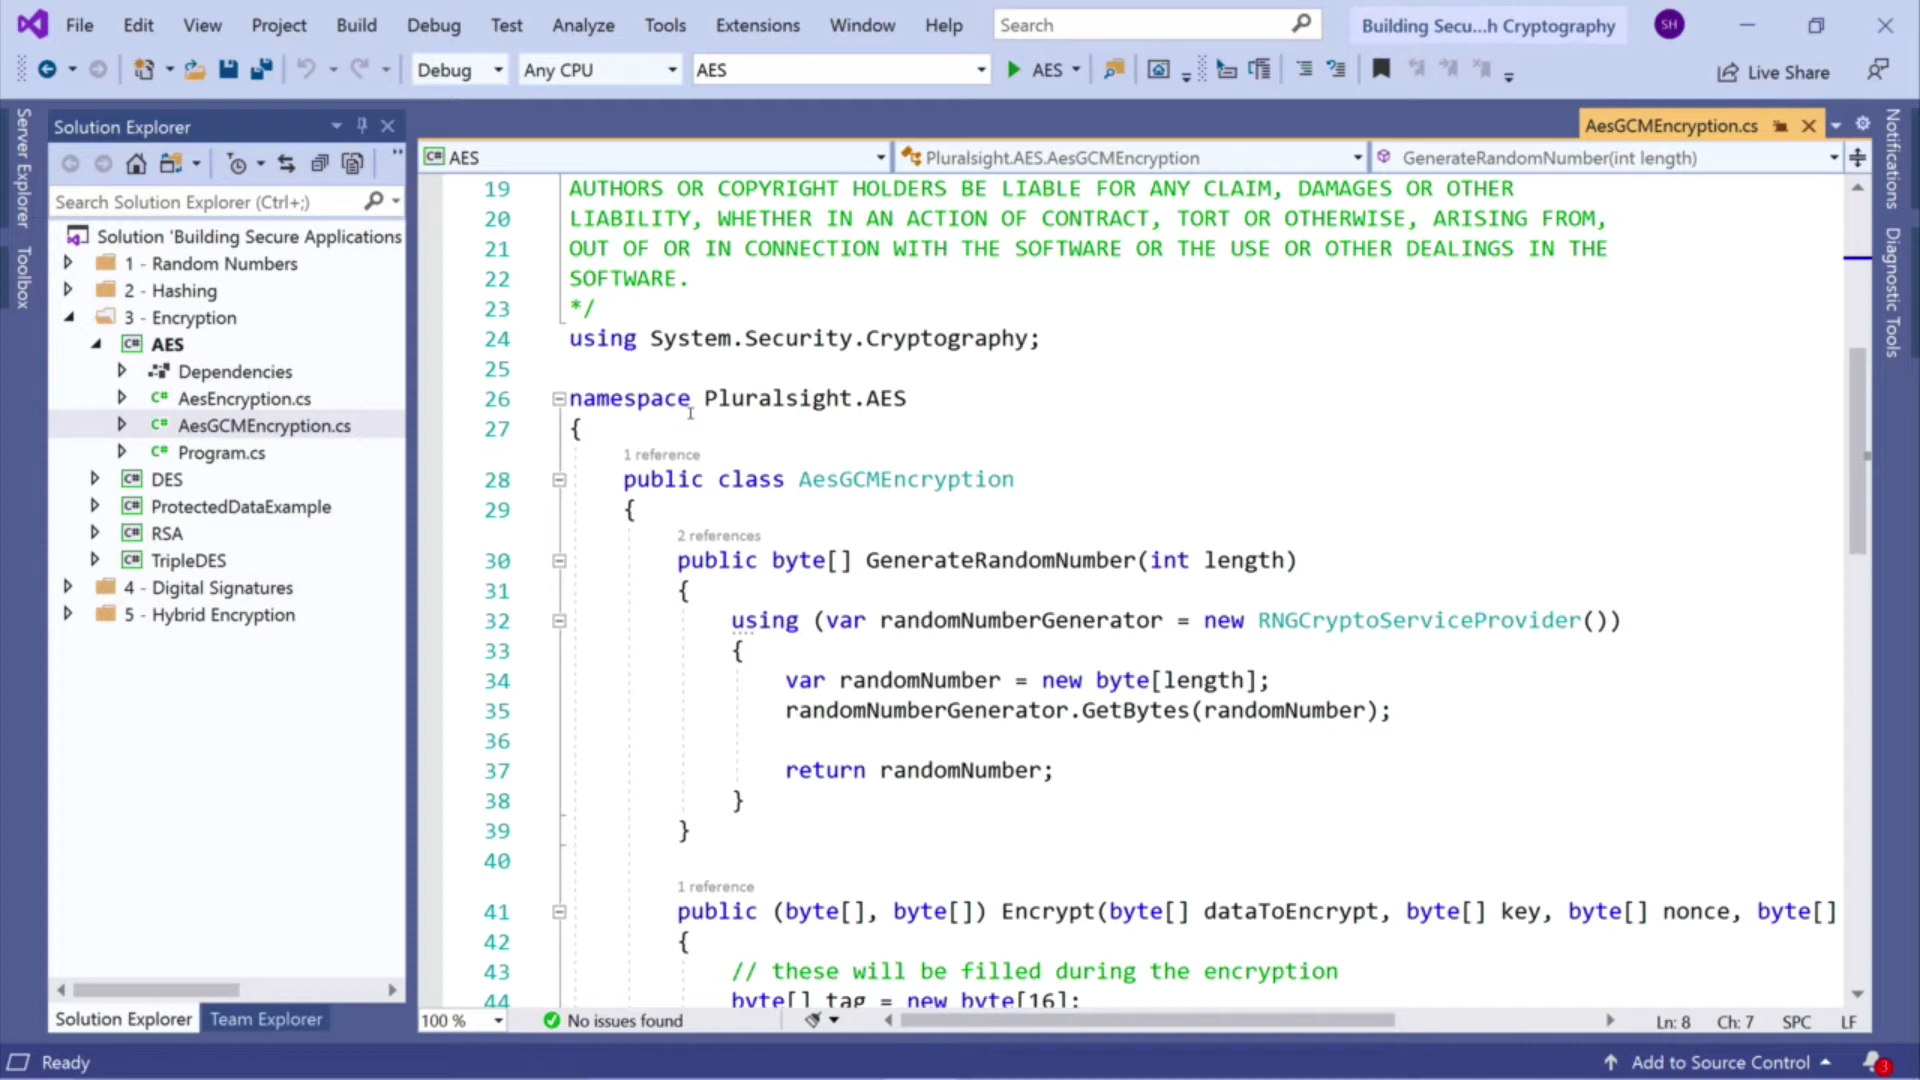 File Edit View Project Build Debug Test Analyze Tools Extensions Window Help Search Building Secu...h Cryptography SH
Debug Any CPU AES AES Live Share
Server Explorer
Toolbox
Solution Explorer
Search Solution Explorer (Ctrl+;)
Solution 'Building Secure Applications
1 - Random Numbers
2 - Hashing
3 - Encryption
AES
Dependencies
AesEncryption.cs
AesGCMEncryption.cs
Program.cs
DES
ProtectedDataExample
RSA
TripleDES
4 - Digital Signatures
5 - Hybrid Encryption
Solution Explorer Team Explorer
AesGCMEncryption.cs
AES Pluralsight.AES.AesGCMEncryption GenerateRandomNumber(int length)
19 AUTHORS OR COPYRIGHT HOLDERS BE LIABLE FOR ANY CLAIM, DAMAGES OR OTHER
20 LIABILITY, WHETHER IN AN ACTION OF CONTRACT, TORT OR OTHERWISE, ARISING FROM,
21 OUT OF OR IN CONNECTION WITH THE SOFTWARE OR THE USE OR OTHER DEALINGS IN THE
22 SOFTWARE.
23 */
24 using System.Security.Cryptography;
25
26 namespace Pluralsight.AES
27 {
1 reference
28 public class AesGCMEncryption
29 {
2 references
30 public byte[] GenerateRandomNumber(int length)
31 {
32 using (var randomNumberGenerator = new RNGCryptoServiceProvider())
33 {
34 var randomNumber = new byte[length];
35 randomNumberGenerator.GetBytes(randomNumber);
36
37 return randomNumber;
38 }
39 }
40
1 reference
41 public (byte[], byte[]) Encrypt(byte[] dataToEncrypt, byte[] key, byte[] nonce, byte[]
42 {
43 // these will be filled during the encryption
44 byte[] tag = new byte[16];
100 % No issues found Ln: 8 Ch: 7 SPC LF
Notifications
Diagnostic Tools
Ready Add to Source Control 3